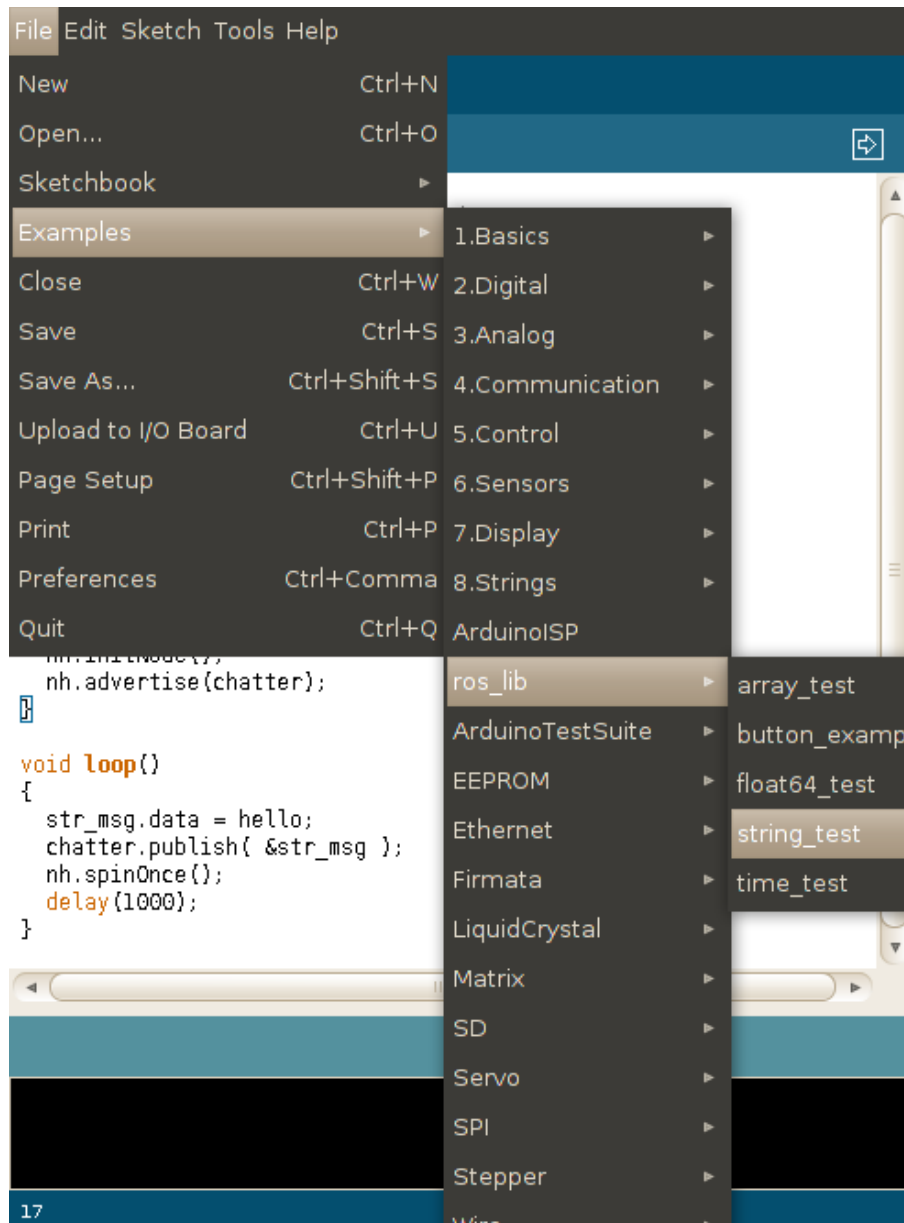 File Edit Sketch Tools Help
New Ctrl+N
Open... Ctrl+O
Sketchbook
Examples
Close Ctrl+W
Save Ctrl+S
Save As... Ctrl+Shift+S
Upload to I/O Board Ctrl+U
Page Setup Ctrl+Shift+P
Print Ctrl+P
Preferences Ctrl+Comma
Quit Ctrl+Q
1.Basics
2.Digital
3.Analog
4.Communication
5.Control
6.Sensors
7.Display
8.Strings
ArduinoISP
ros_lib
ArduinoTestSuite
EEPROM
Ethernet
Firmata
LiquidCrystal
Matrix
SD
Servo
SPI
Stepper
array_test
button_examp
float64_test
string_test
time_test
nh.advertise(chatter);
}
void loop()
{
str_msg.data = hello;
chatter.publish( &str_msg );
nh.spinOnce();
delay(1000);
}
17